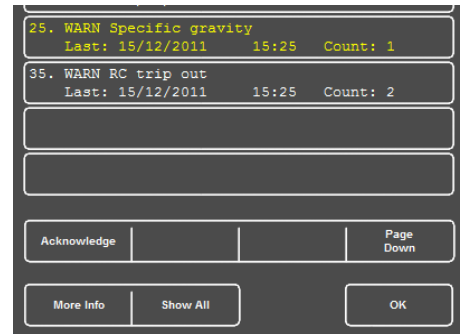 25. WARN Specific gravity
Last: 15/12/2011 15:25 Count: 1
35. WARN RC trip out
Last: 15/12/2011 15:25 Count: 2
Acknowledge
Page
Down
More Info
Show All
OK